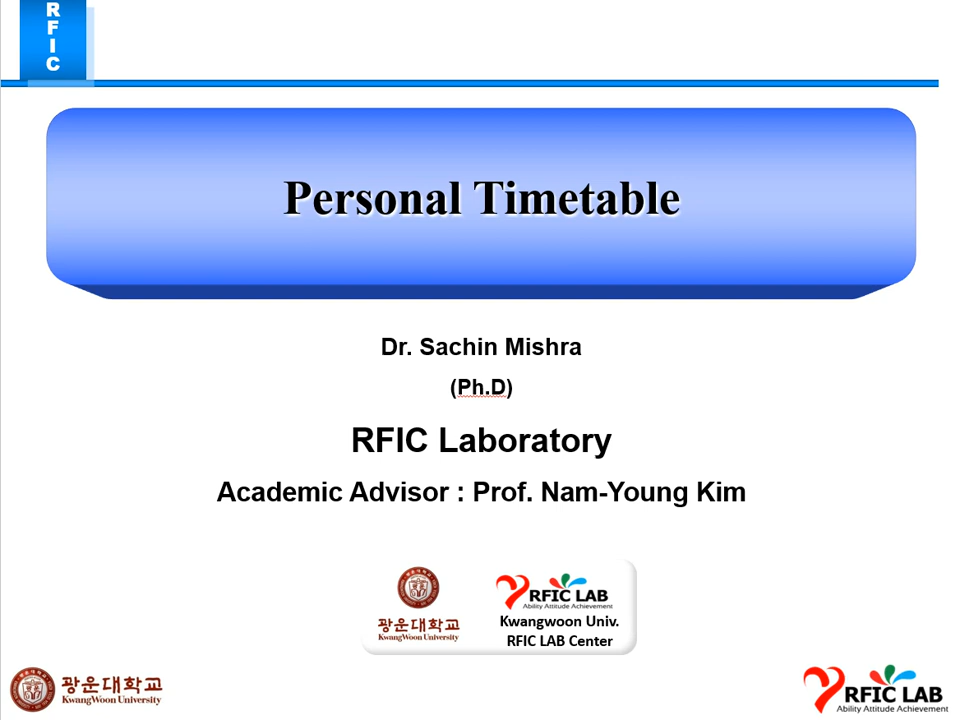 R
F
I
C
Personal Timetable
Dr. Sachin Mishra
(Ph.D)
RFIC Laboratory
Academic Advisor : Prof. Nam-Young Kim
광운대학교
KwangWoon University
RFIC LAB
Ability Attitude Achievement
Kwangwoon Univ.
RFIC LAB Center
광운대학교
KwangWoon University
RFIC LAB
Ability Attitude Achievement